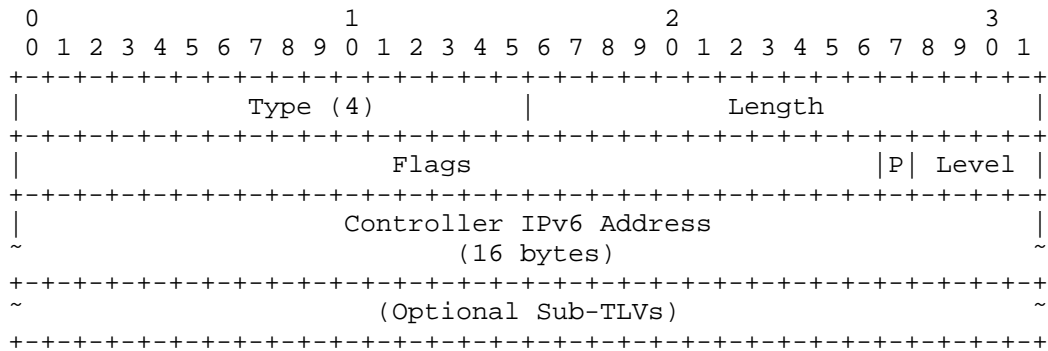 0                   1                   2                   3
0 1 2 3 4 5 6 7 8 9 0 1 2 3 4 5 6 7 8 9 0 1 2 3 4 5 6 7 8 9 0 1
+-+-+-+-+-+-+-+-+-+-+-+-+-+-+-+-+-+-+-+-+-+-+-+-+-+-+-+-+-+-+-+-+
|              Type (4)         |            Length             |
+-+-+-+-+-+-+-+-+-+-+-+-+-+-+-+-+-+-+-+-+-+-+-+-+-+-+-+-+-+-+-+-+
|                       Flags                         |P| Level |
+-+-+-+-+-+-+-+-+-+-+-+-+-+-+-+-+-+-+-+-+-+-+-+-+-+-+-+-+-+-+-+-+
|                    Controller IPv6 Address                    |
~                           (16 bytes)                          ~
+-+-+-+-+-+-+-+-+-+-+-+-+-+-+-+-+-+-+-+-+-+-+-+-+-+-+-+-+-+-+-+-+
~                      (Optional Sub-TLVs)                      ~
+-+-+-+-+-+-+-+-+-+-+-+-+-+-+-+-+-+-+-+-+-+-+-+-+-+-+-+-+-+-+-+-+